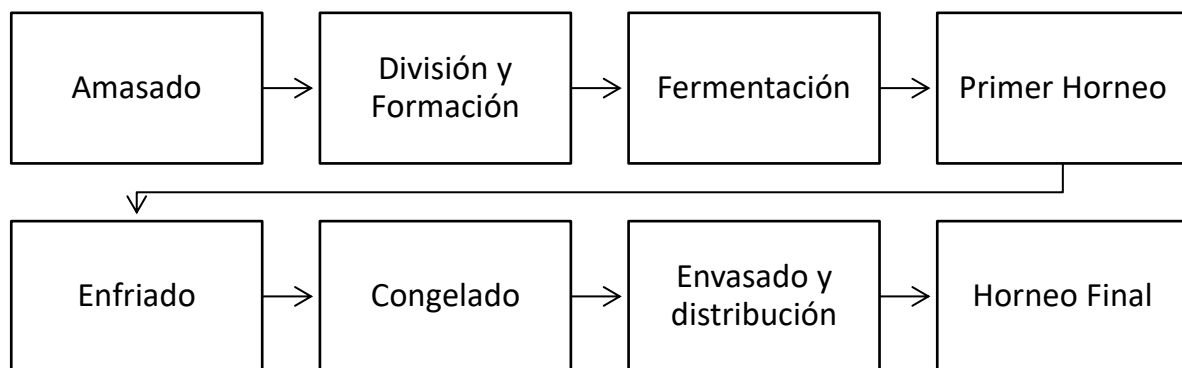 Amasado
División y
Formación
Fermentación
Primer Horneo
Enfriado
Congelado
Envasado y
distribución
Horneo Final